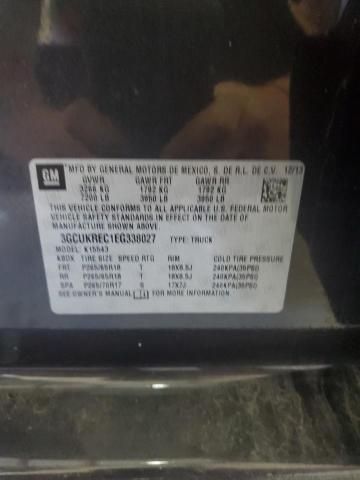 GM
MFD BY GENERAL MOTORS DE MEXICO, S. DE R.L. DE C.V. 12/13
GVWR GAWR FRT GAWR RR
3266 KG 1792 KG 1792 KG
7200 LB 3950 LB 3950 LB
THIS VEHICLE CONFORMS TO ALL APPLICABLE U.S. FEDERAL MOTOR
VEHICLE SAFETY STANDARDS IN EFFECT ON THE DATE OF
MANUFACTURE SHOWN ABOVE.
3GCUKREC1EG338027 TYPE: TRUCK
MODEL: K15543
TIRE SIZE SPEED RTG RIM COLD TIRE PRESSURE
FRT P265/65R18 T 18X8.5J 240KPA(35PSI)
RR P265/65R18 T 18X8.5J 240KPA(35PSI)
SPA P265/70R17 S 17X7J 240KPA(35PSI)
SEE OWNER'S MANUAL FOR ADDITIONAL INFORMATION.